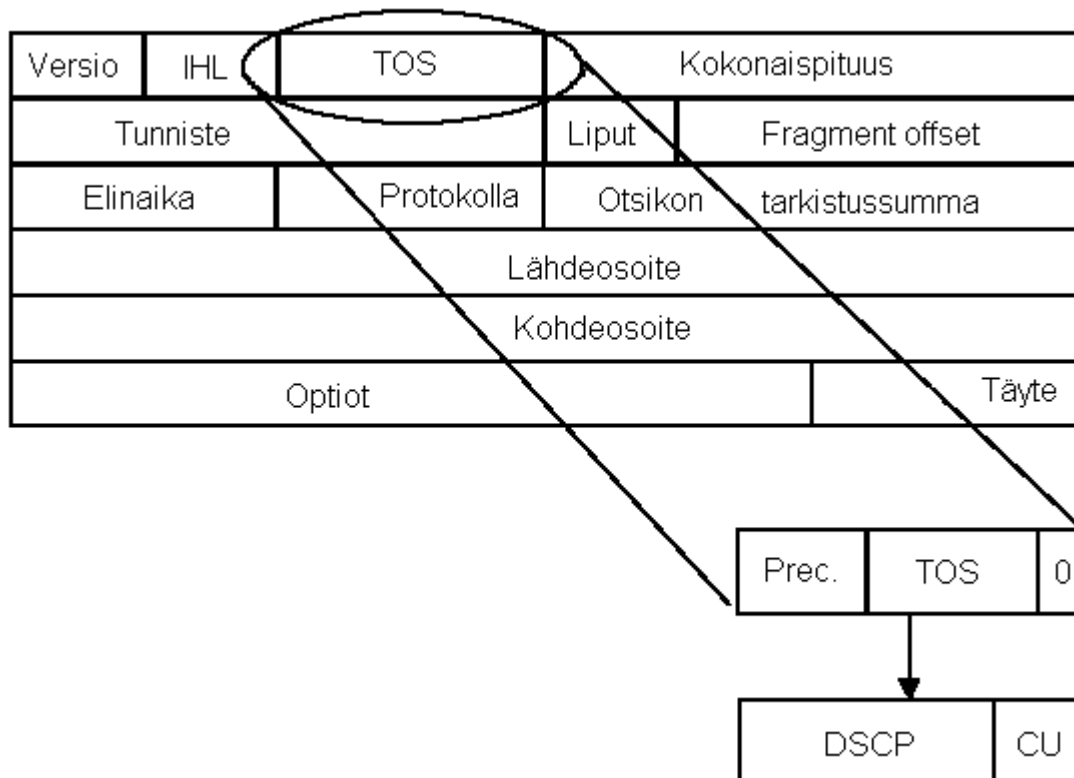 Versio IHL TOS Kokonaispituus
Tunniste Liput Fragment offset
Elinaika Protokolla Otsikon tarkistussumma
Lähdeosoite
Kohdeosoite
Optiot Täyte
Prec. TOS 0
DSCP CU